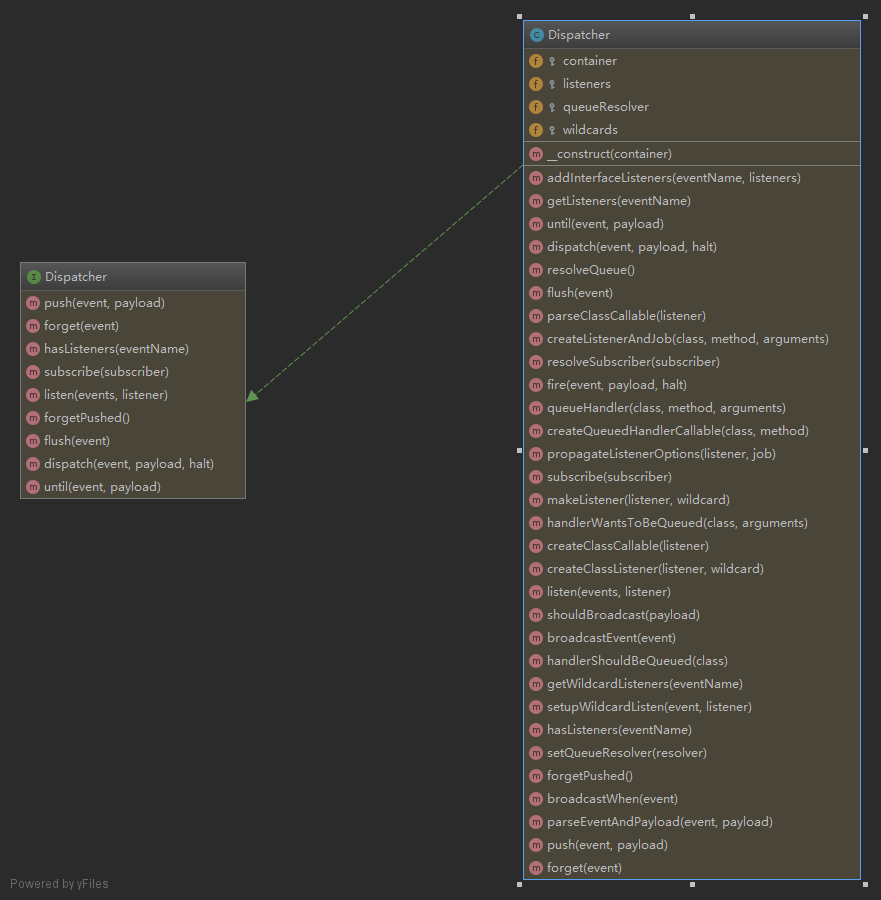 Dispatcher
push(event, payload)
forget(event)
hasListeners(eventName)
subscribe(subscriber)
listen(events, listener)
forgetPushed()
flush(event)
dispatch(event, payload, halt)
until(event, payload)
Dispatcher
container
listeners
queueResolver
wildcards
__construct(container)
addInterfaceListeners(eventName, listeners)
getListeners(eventName)
until(event, payload)
dispatch(event, payload, halt)
resolveQueue()
flush(event)
parseClassCallable(listener)
createListenerAndJob(class, method, arguments)
resolveSubscriber(subscriber)
fire(event, payload, halt)
queueHandler(class, method, arguments)
createQueuedHandlerCallable(class, method)
propagateListenerOptions(listener, job)
subscribe(subscriber)
makeListener(listener, wildcard)
handlerWantsToBeQueued(class, arguments)
createClassCallable(listener)
createClassListener(listener, wildcard)
listen(events, listener)
shouldBroadcast(payload)
broadcastEvent(event)
handlerShouldBeQueued(class)
getWildcardListeners(eventName)
setupWildcardListen(event, listener)
hasListeners(eventName)
setQueueResolver(resolver)
forgetPushed()
broadcastWhen(event)
parseEventAndPayload(event, payload)
push(event, payload)
forget(event)
Powered by yFiles